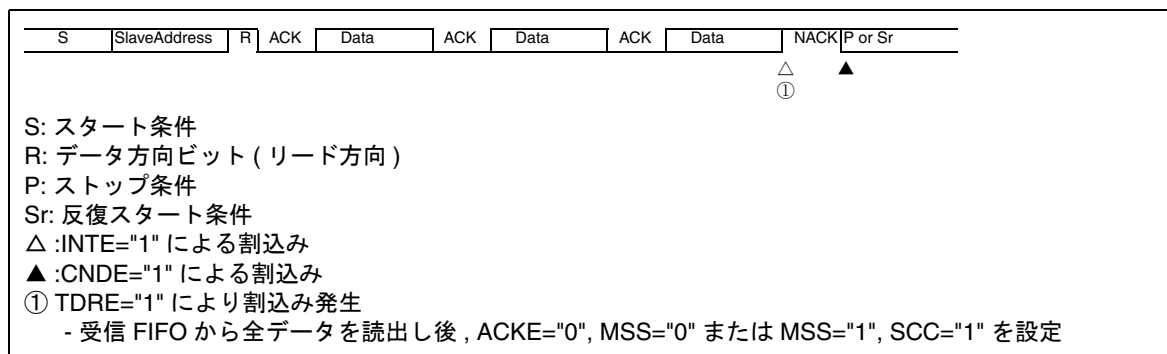 S SlaveAddress R ACK Data ACK Data ACK Data NACK P or Sr
△ ▲
①
S: スタート条件
R: データ方向ビット ( リード方向 )
P: ストップ条件
Sr: 反復スタート条件
△ :INTE="1" による割込み
▲ :CNDE="1" による割込み
① TDRE="1" により割込み発生
- 受信 FIFO から全データを読出し後 , ACKE="0", MSS="0" または MSS="1", SCC="1" を設定